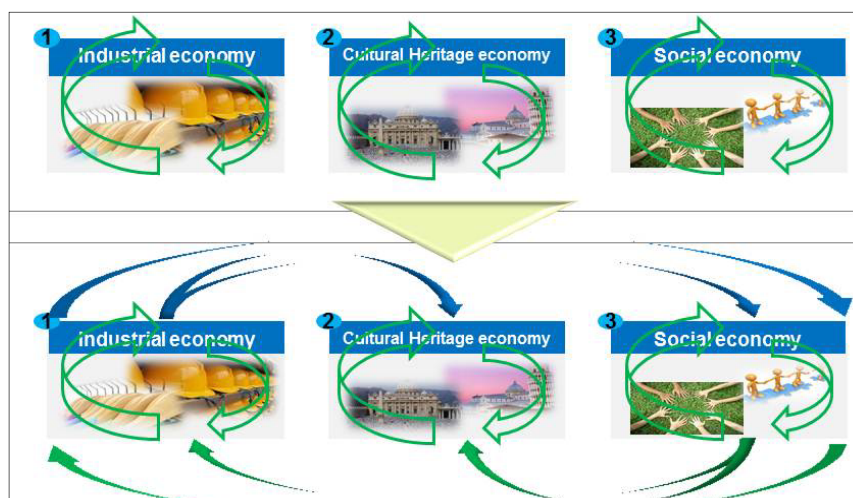 1
Industrial economy
2
Cultural Heritage economy
3
Social economy
1
Industrial economy
2
Cultural Heritage economy
3
Social economy